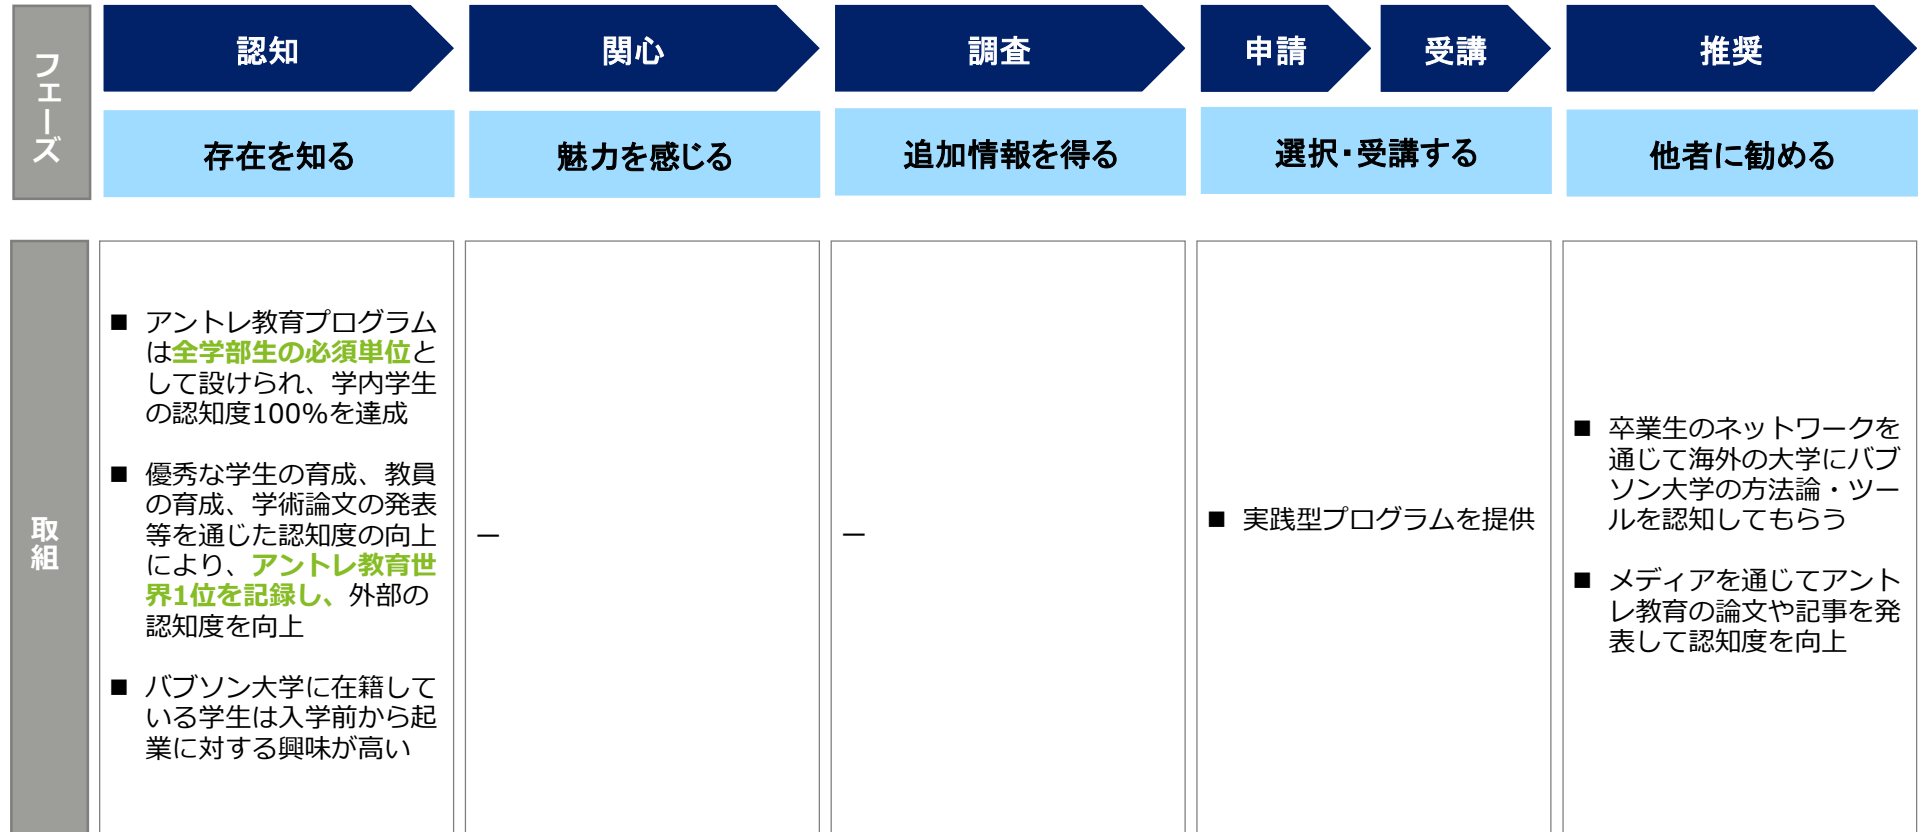 フェーズ
認知
関心
調査
申請
受講
推奨
存在を知る
魅力を感じる
追加情報を得る
選択・受講する
他者に勧める
取組
■ アントレ教育プログラム
は全学部生の必須単位と
して設けられ、学内学生
の認知度100%を達成
■ 優秀な学生の育成、教員
の育成、学術論文の発表
等を通じた認知度の向上
により、アントレ教育世
界1位を記録し、外部の
認知度を向上
■ バブソン大学に在籍して
いる学生は入学前から起
業に対する興味が高い
―
―
■ 実践型プログラムを提供
■ 卒業生のネットワークを
通じて海外の大学にバブ
ソン大学の方法論・ツー
ルを認知してもらう
■ メディアを通じてアント
レ教育の論文や記事を発
表して認知度を向上